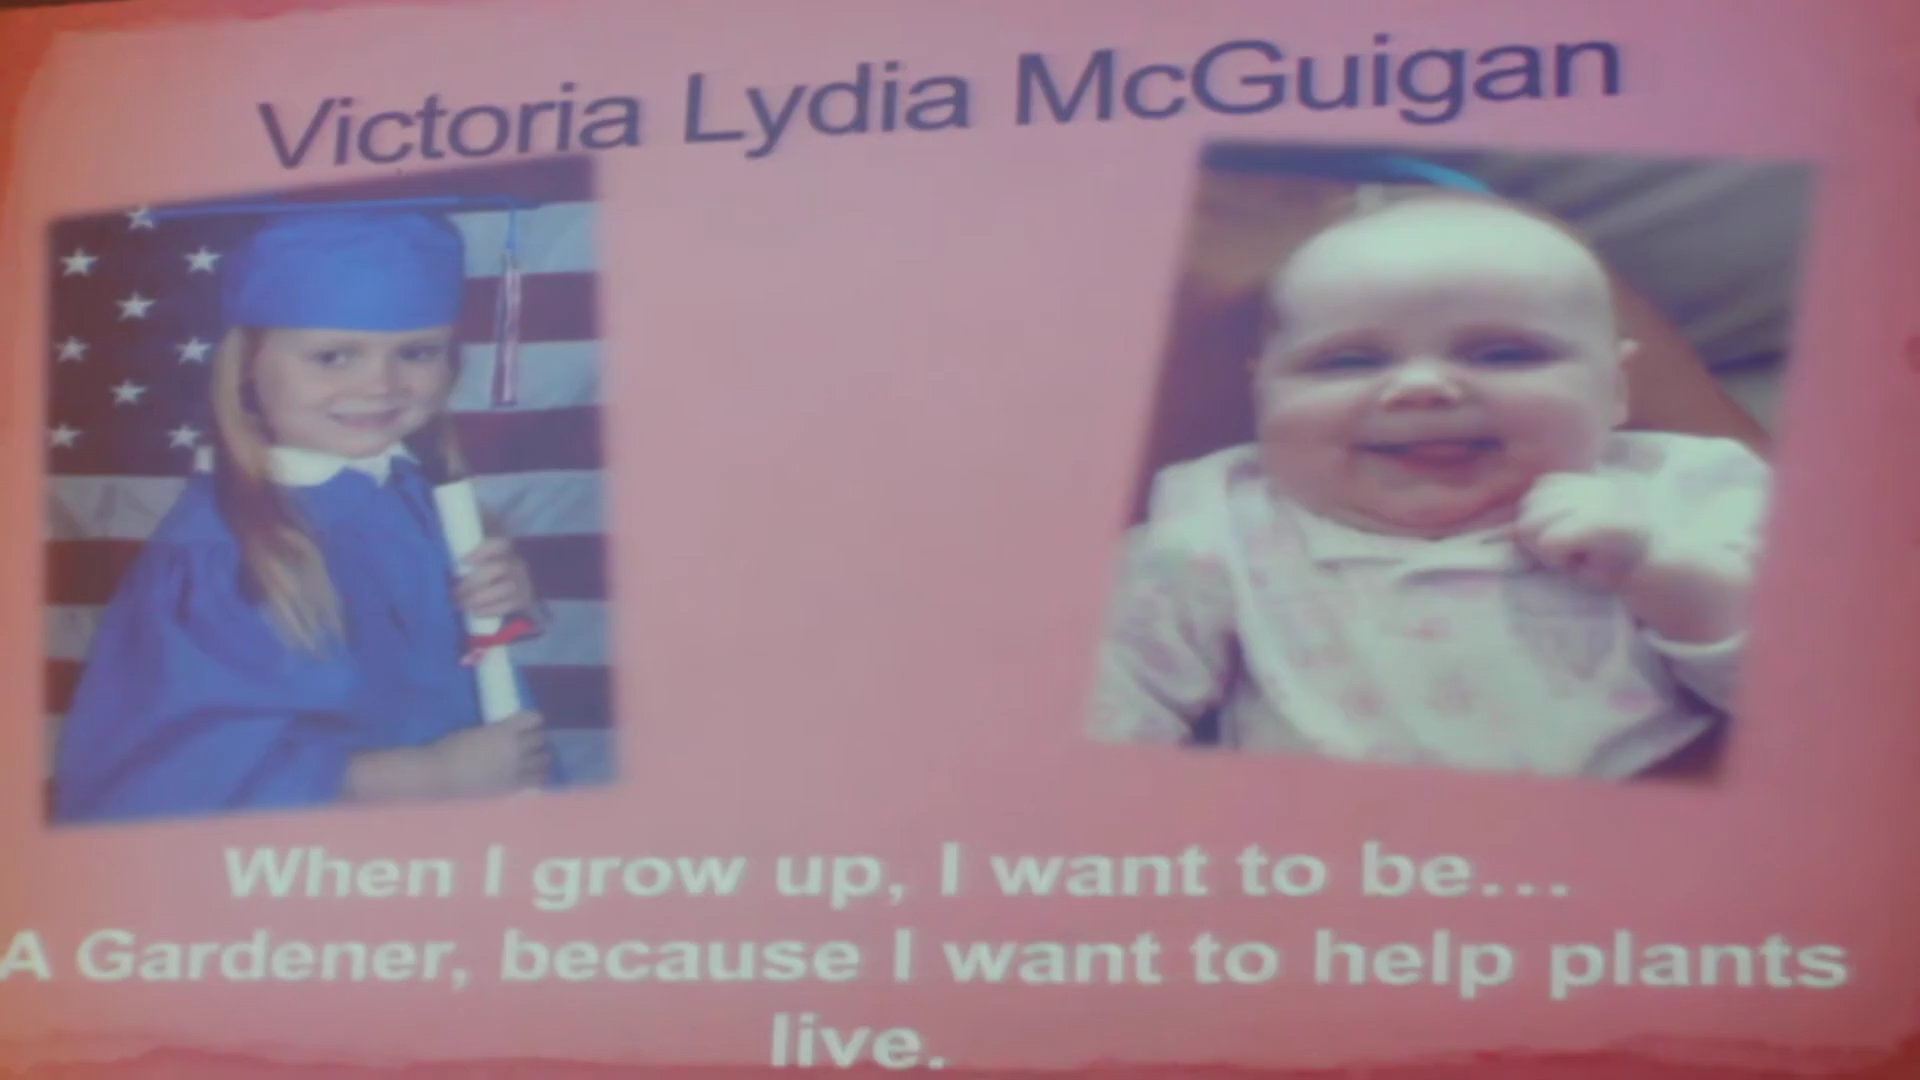 Victoria Lydia McGuigan
When I grow up, I want to be...
A Gardener, because I want to help plants
live.